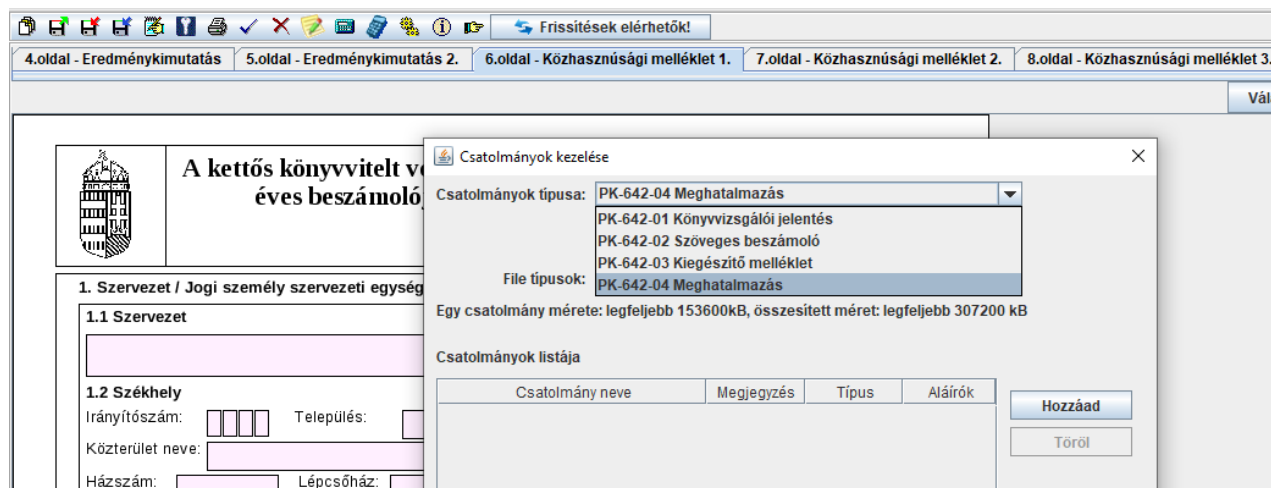 Frissítések elérhetők!
4.oldal - Eredménykimutatás 5.oldal - Eredménykimutatás 2. 6.oldal - Közhasznúsági melléklet 1. 7.oldal - Közhasznúsági melléklet 2. 8.oldal - Közhasznúsági melléklet 3.
Vál
A kettős könyvvitelt v
éves beszámoló
1. Szervezet / Jogi személy szervezeti egység
1.1 Szervezet
1.2 Székhely
Irányítószám: Település:
Közterület neve:
Házszám: Lépcsőház:
Csatolmányok kezelése
Csatolmányok típusa: PK-642-04 Meghatalmazás
PK-642-01 Könyvvizsgálói jelentés
PK-642-02 Szöveges beszámoló
PK-642-03 Kiegészítő melléklet
File típusok: PK-642-04 Meghatalmazás
Egy csatolmány mérete: legfeljebb 153600kB, összesített méret: legfeljebb 307200 kB
Csatolmányok listája
Csatolmány neve Megjegyzés Típus Aláírók
Hozzáad
Töröl